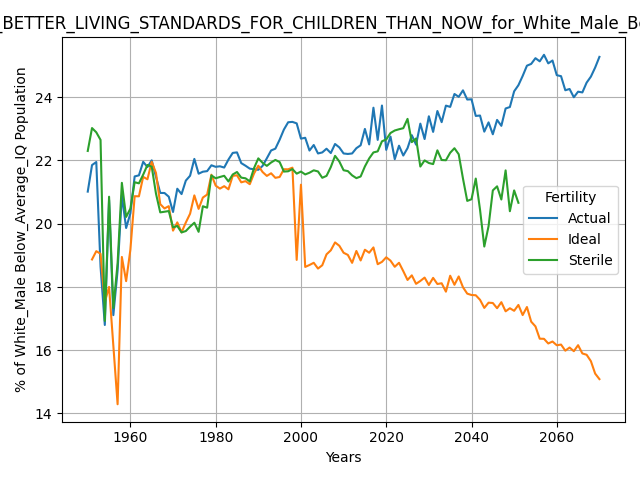 _BETTER_LIVING_STANDARDS_FOR_CHILDREN_THAN_NOW_for_White_Male_Be
% of White_Male Below_Average_IQ Population
24
22
20
18
16
14
Fertility
Actual
Ideal
Sterile
1960 1980 2000 2020 2040 2060
Years